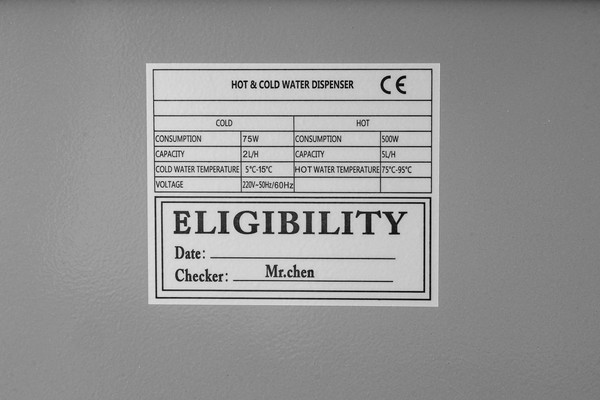 HOT & COLD WATER DISPENSER CE
COLD HOT
CONSUMPTION 75W CONSUMPTION 500W
CAPACITY 2L/H CAPACITY 5L/H
COLD WATER TEMPERATURE 5°C-15°C HOT WATER TEMPERATURE 75°C-95°C
VOLTAGE 220V~50Hz/60Hz
ELIGIBILITY
Date:
Checker: Mr.chen